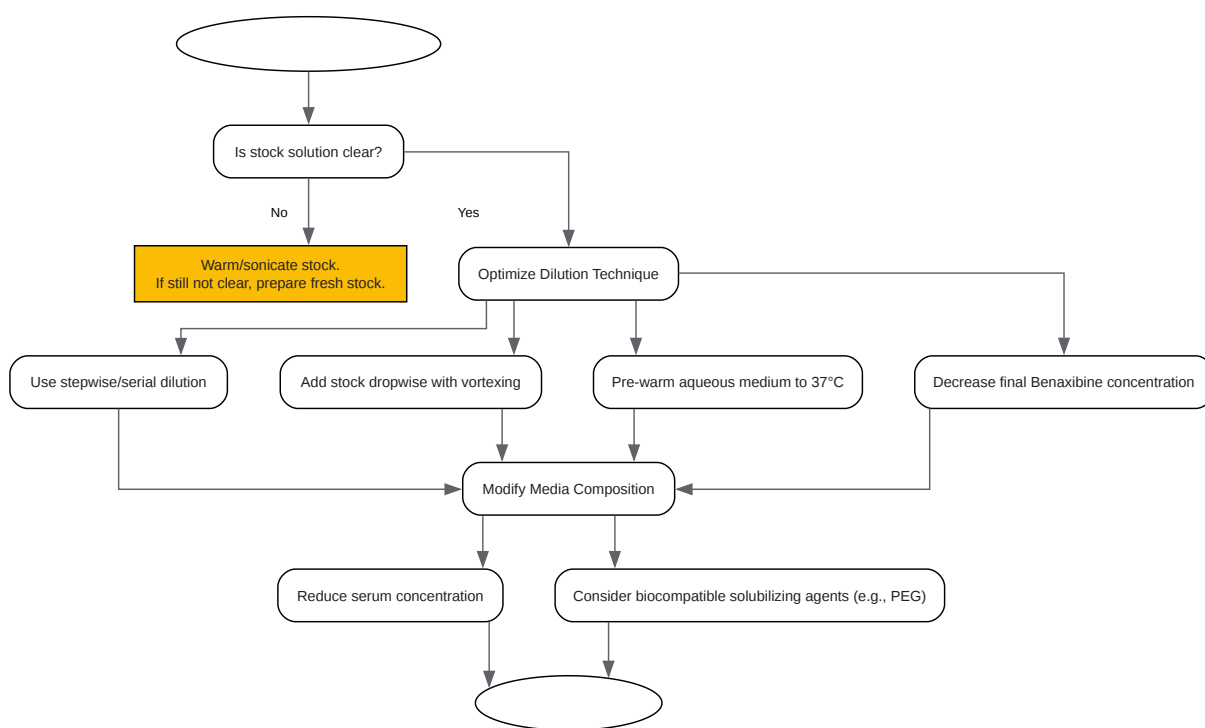 Is stock solution clear?
No
Yes
Warm/sonicate stock.
If still not clear, prepare fresh stock.
Optimize Dilution Technique
Use stepwise/serial dilution
Add stock dropwise with vortexing
Pre-warm aqueous medium to 37°C
Decrease final Benaxibine concentration
Modify Media Composition
Reduce serum concentration
Consider biocompatible solubilizing agents (e.g., PEG)